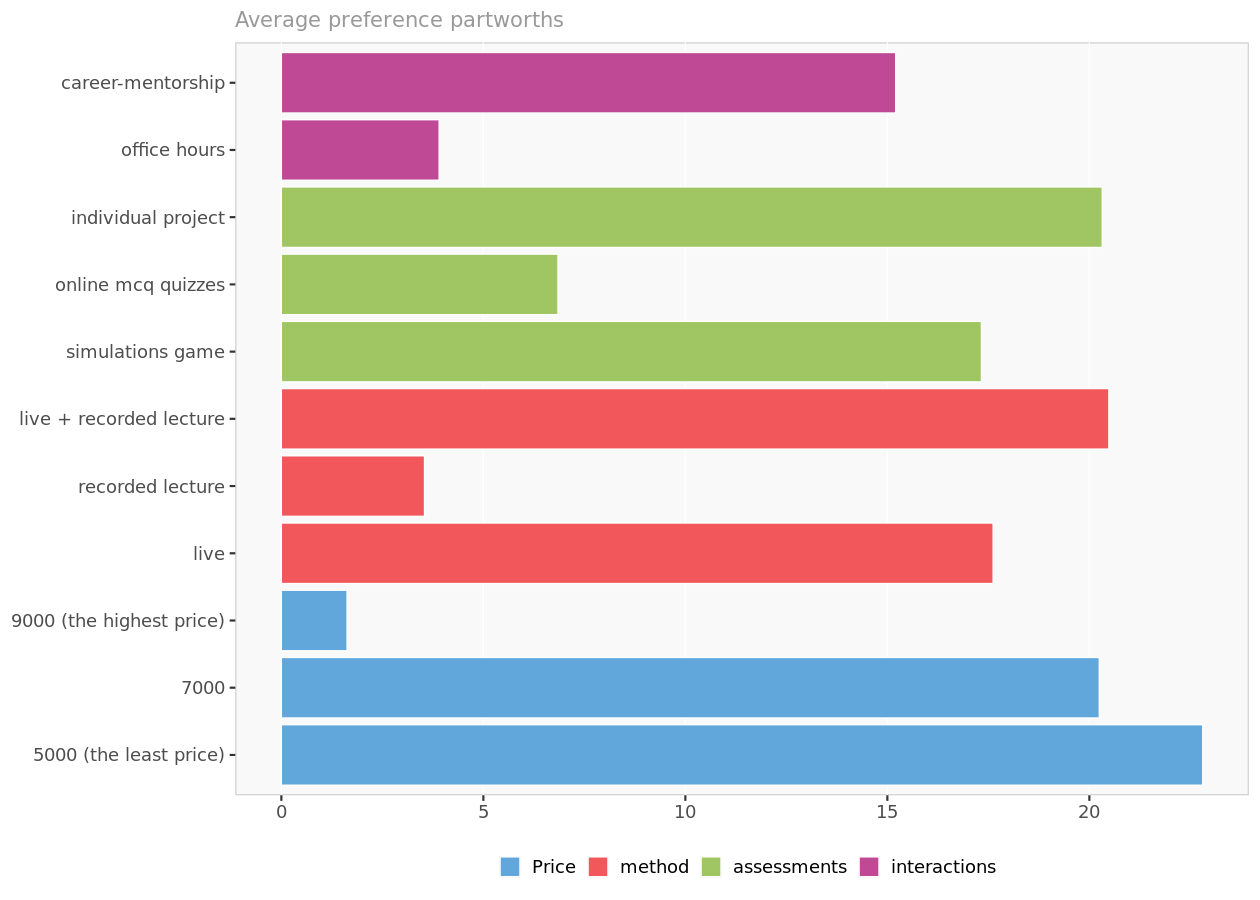 Average preference partworths
career-mentorship
office hours
individual project
online mcq quizzes
simulations game
live + recorded lecture
recorded lecture
live
9000 (the highest price)
7000
5000 (the least price)
0 5 10 15 20
Price method assessments interactions